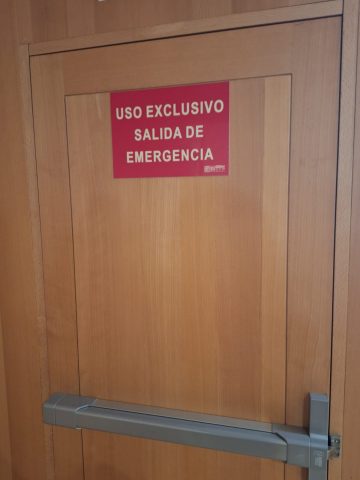 USO EXCLUSIVO
SALIDA DE
EMERGENCIA